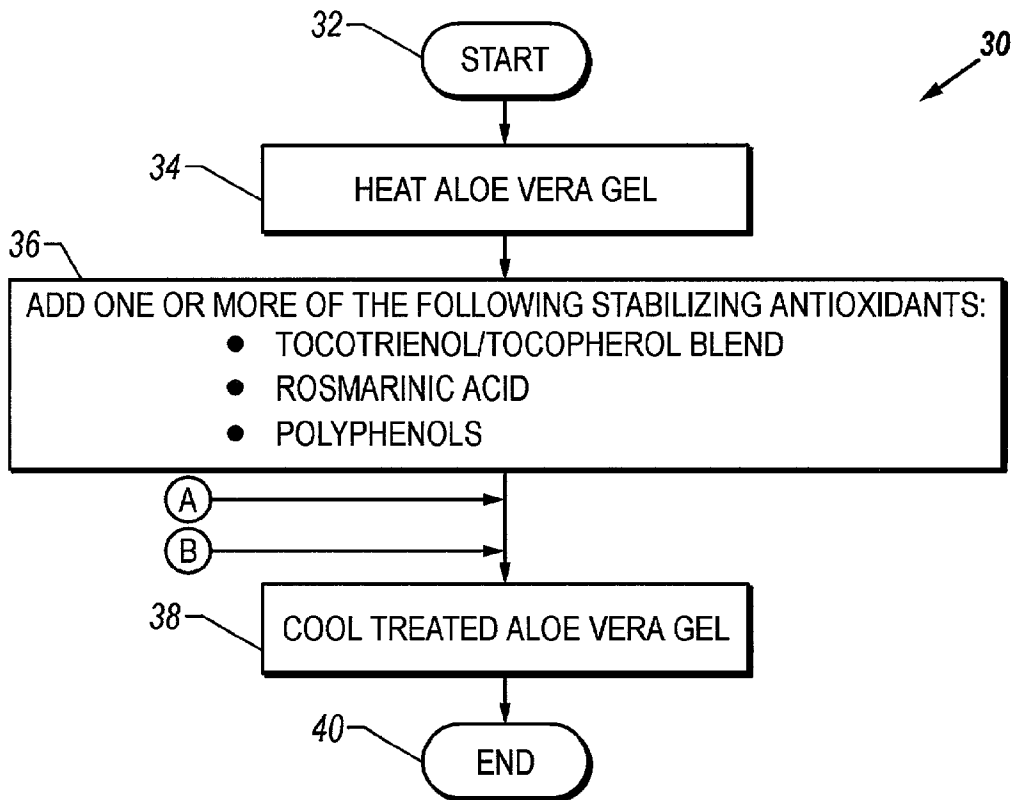 32
START
30
34
HEAT ALOE VERA GEL
36
ADD ONE OR MORE OF THE FOLLOWING STABILIZING ANTIOXIDANTS:
● TOCOTRIENOL/TOCOPHEROL BLEND
● ROSMARINIC ACID
● POLYPHENOLS
A
B
38
COOL TREATED ALOE VERA GEL
40
END